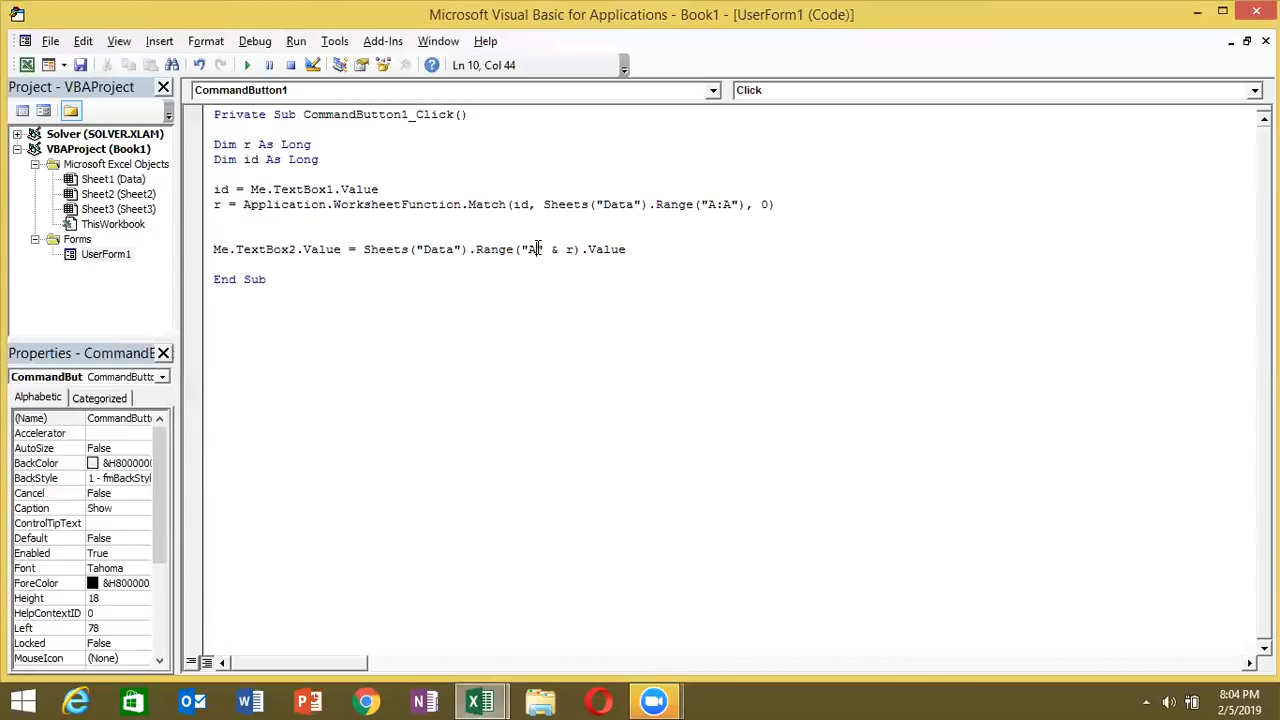 Microsoft Visual Basic for Applications - Book1 - [UserForm1 (Code)]
File Edit View Insert Format Debug Run Tools Add-Ins Window Help
Ln 10, Col 44
Project - VBAProject
CommandButton1
Click
Solver (SOLVER.XLAM)
VBAProject (Book1)
Microsoft Excel Objects
Sheet1 (Data)
Sheet2 (Sheet2)
Sheet3 (Sheet3)
ThisWorkbook
Forms
UserForm1
Private Sub CommandButton1_Click()
Dim r As Long
Dim id As Long
id = Me.TextBox1.Value
r = Application.WorksheetFunction.Match(id, Sheets("Data").Range("A:A"), 0)
Me.TextBox2.Value = Sheets("Data").Range("A" & r).Value
End Sub
Properties - CommandB
CommandBut CommandButto
Alphabetic Categorized
(Name) CommandButto
Accelerator
AutoSize False
BackColor &H8000000
BackStyle 1 - fmBackStyl
Cancel False
Caption Show
ControlTipText
Default False
Enabled True
Font Tahoma
ForeColor &H800000
Height 18
HelpContextID 0
Left 78
Locked False
MouseIcon (None)
8:04 PM
2/5/2019